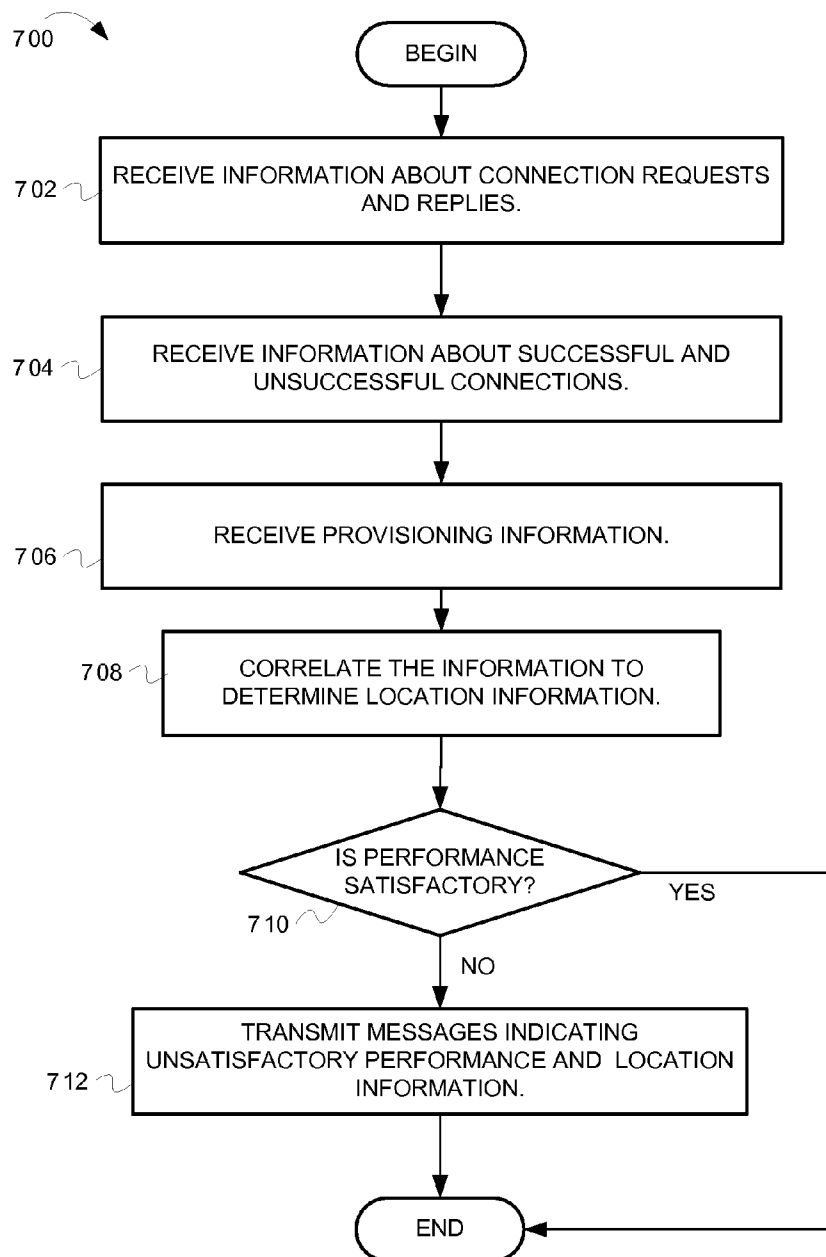 700
BEGIN
702
RECEIVE INFORMATION ABOUT CONNECTION REQUESTS
AND REPLIES.
704
RECEIVE INFORMATION ABOUT SUCCESSFUL AND
UNSUCCESSFUL CONNECTIONS.
706
RECEIVE PROVISIONING INFORMATION.
708
CORRELATE THE INFORMATION TO
DETERMINE LOCATION INFORMATION.
IS PERFORMANCE
SATISFACTORY?
710
YES
NO
712
TRANSMIT MESSAGES INDICATING
UNSATISFACTORY PERFORMANCE AND LOCATION
INFORMATION.
END